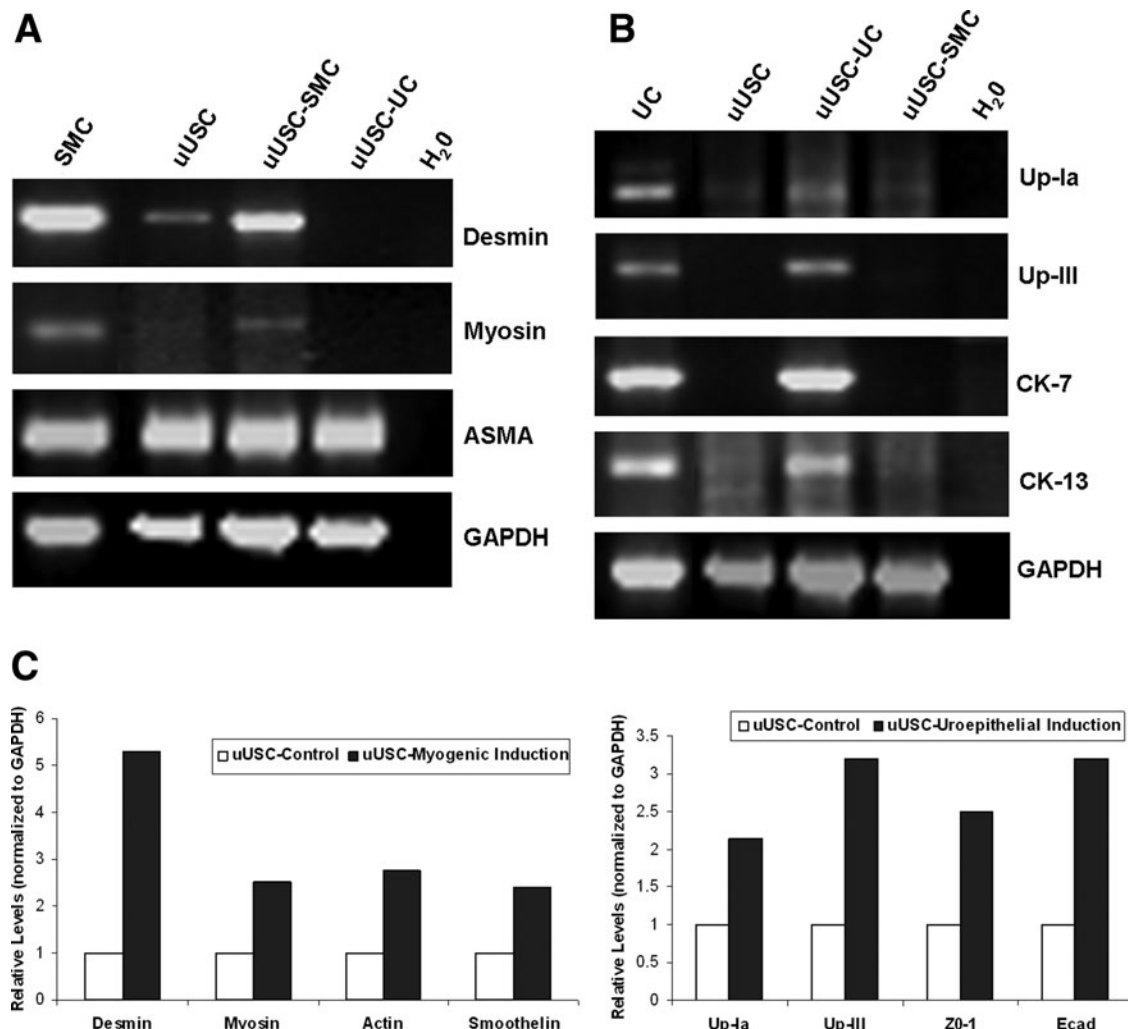 A
SMC uUSC uUSC-SMC uUSC-UC H20
Desmin
Myosin
ASMA
GAPDH
B
UC uUSC uUSC-UC uUSC-SMC H20
Up-Ia
Up-III
CK-7
CK-13
GAPDH
C
Relative Levels (normalized to GAPDH)
6
5
4
3
2
1
0
uUSC-Control uUSC-Myogenic Induction
Desmin Myosin Actin Smoothelin
Relative Levels (normalized to GAPDH)
3.5
3
2.5
2
1.5
1
0.5
0
uUSC-Control uUSC-Uroepithelial Induction
Up-Ia Up-III Z0-1 Ecad